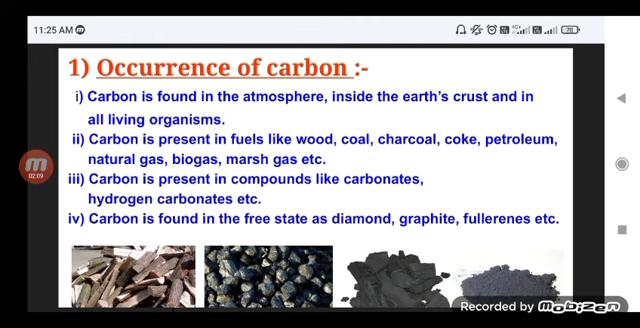 11:25 AM
4G
70
1) Occurrence of carbon :-
i) Carbon is found in the atmosphere, inside the earth's crust and in
all living organisms.
ii) Carbon is present in fuels like wood, coal, charcoal, coke, petroleum,
natural gas, biogas, marsh gas etc.
iii) Carbon is present in compounds like carbonates,
hydrogen carbonates etc.
iv) Carbon is found in the free state as diamond, graphite, fullerenes etc.
02:09
Recorded by MOBIZEN